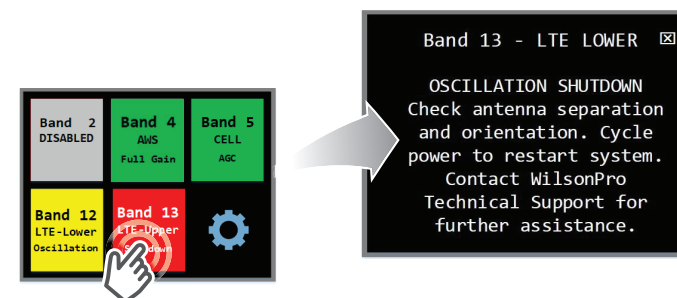 Band 2
DISABLED
Band 4
AWS
Full Gain
Band 5
CELL
AGC
Band 12
LTE-Lower
Oscillation
Band 13
LTE-Upper
Band 13 - LTE LOWER
OSCILLATION SHUTDOWN
Check antenna separation
and orientation. Cycle
power to restart system.
Contact WilsonPro
Technical Support for
further assistance.